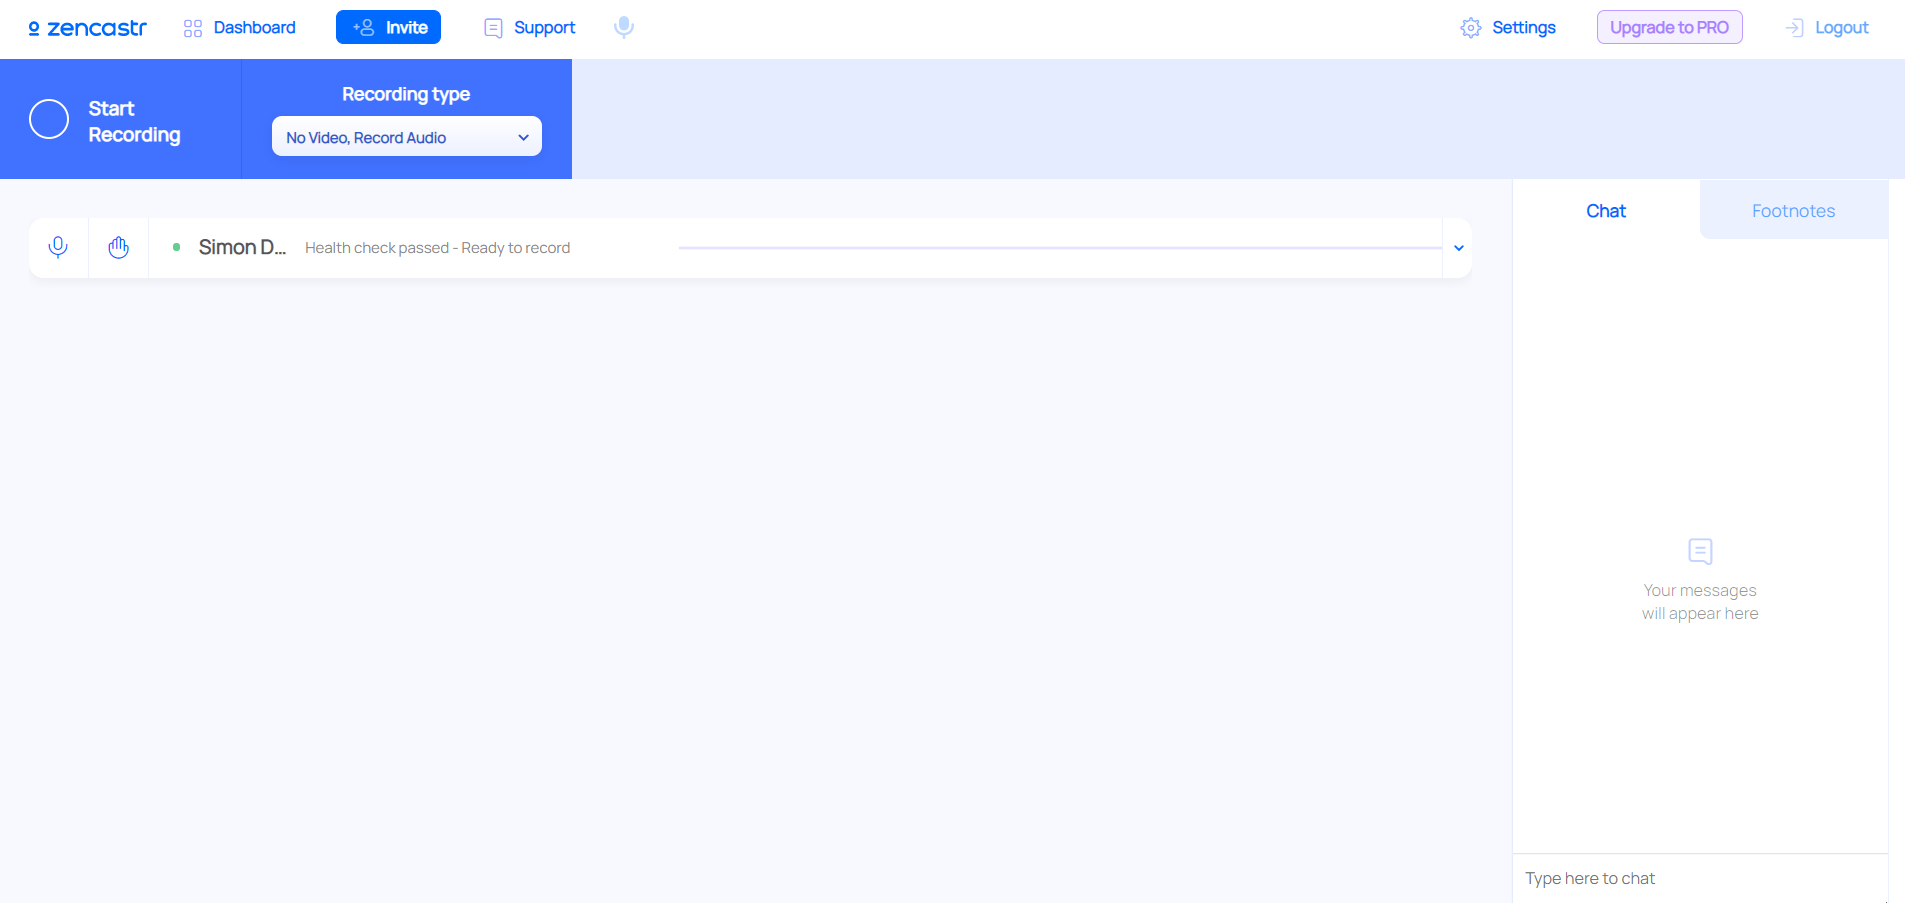 zencastr Dashboard Invite Support Settings Upgrade to PRO Logout
Start
Recording
Recording type
No Video, Record Audio
Simon D... Health check passed - Ready to record
Chat Footnotes
Your messages
will appear here
Type here to chat